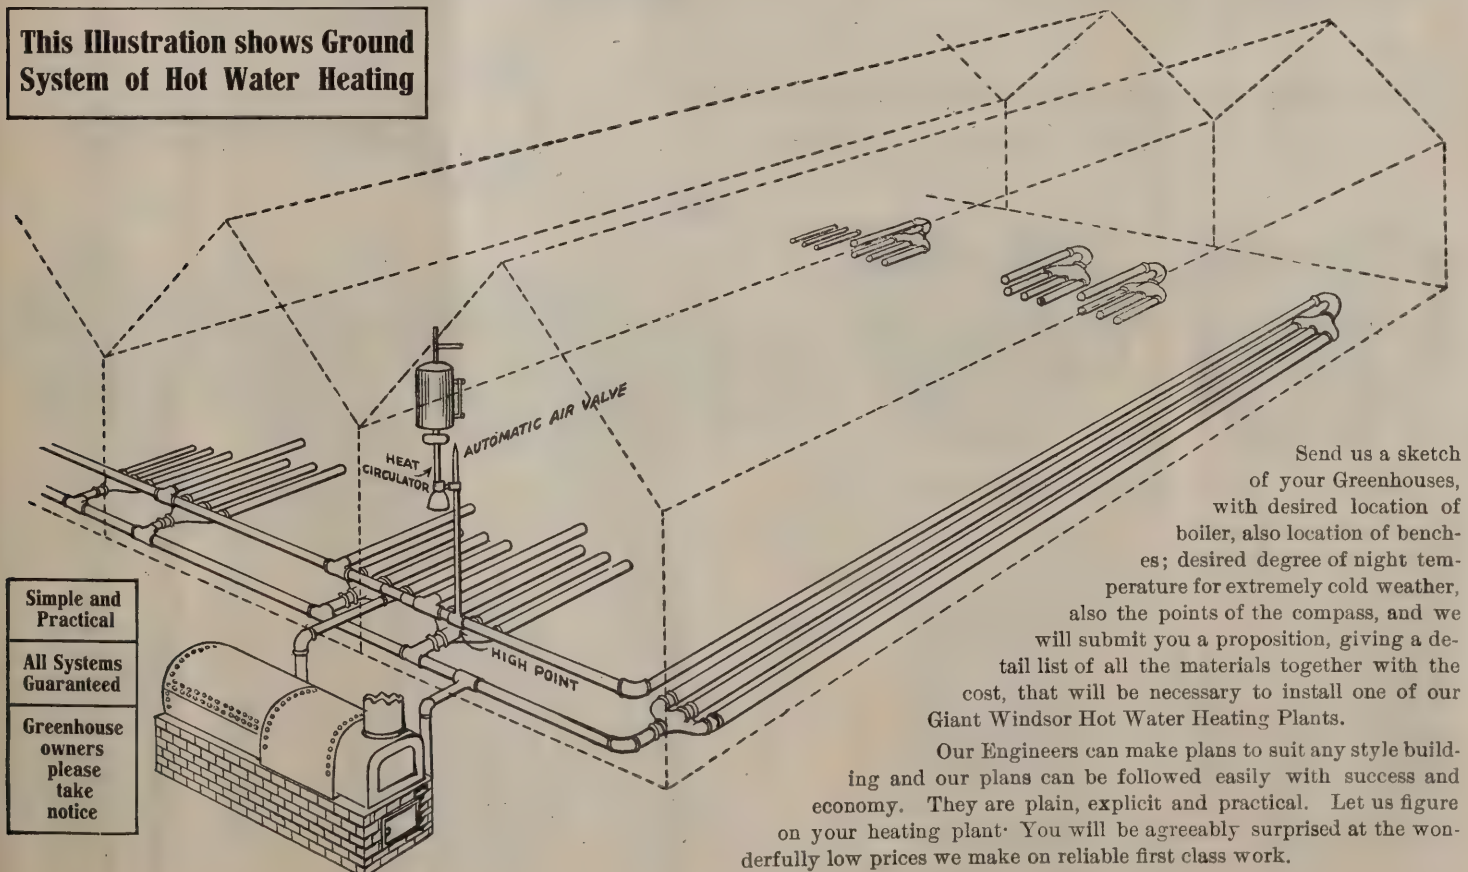 This Illustration shows Ground
System of Hot Water Heating
AUTOMATIC AIR VALVE
HEAT
CIRCULATOR
HIGH POINT
Simple and
Practical
All Systems
Guaranteed
Greenhouse
owners
please
take
notice
Send us a sketch
of your Greenhouses,
with desired location of
boiler, also location of bench-
es; desired degree of night tem-
perature for extremely cold weather,
also the points of the compass, and we
will submit you a proposition, giving a de-
tail list of all the materials together with the
cost, that will be necessary to install one of our
Giant Windsor Hot Water Heating Plants.
Our Engineers can make plans to suit any style build-
ing and our plans can be followed easily with success and
economy. They are plain, explicit and practical. Let us figure
on your heating plant· You will be agreeably surprised at the won-
derfully low prices we make on reliable first class work.